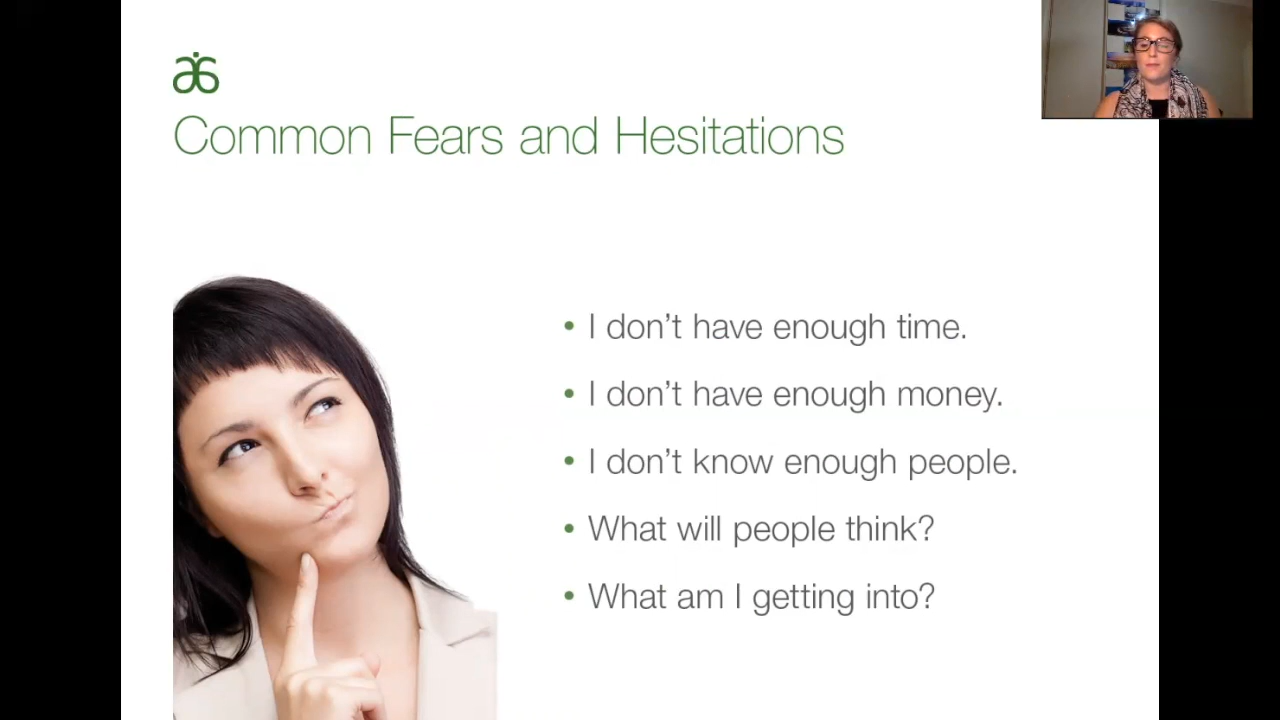 Common Fears and Hesitations
• I don't have enough time.
• I don't have enough money.
• I don't know enough people.
• What will people think?
• What am I getting into?